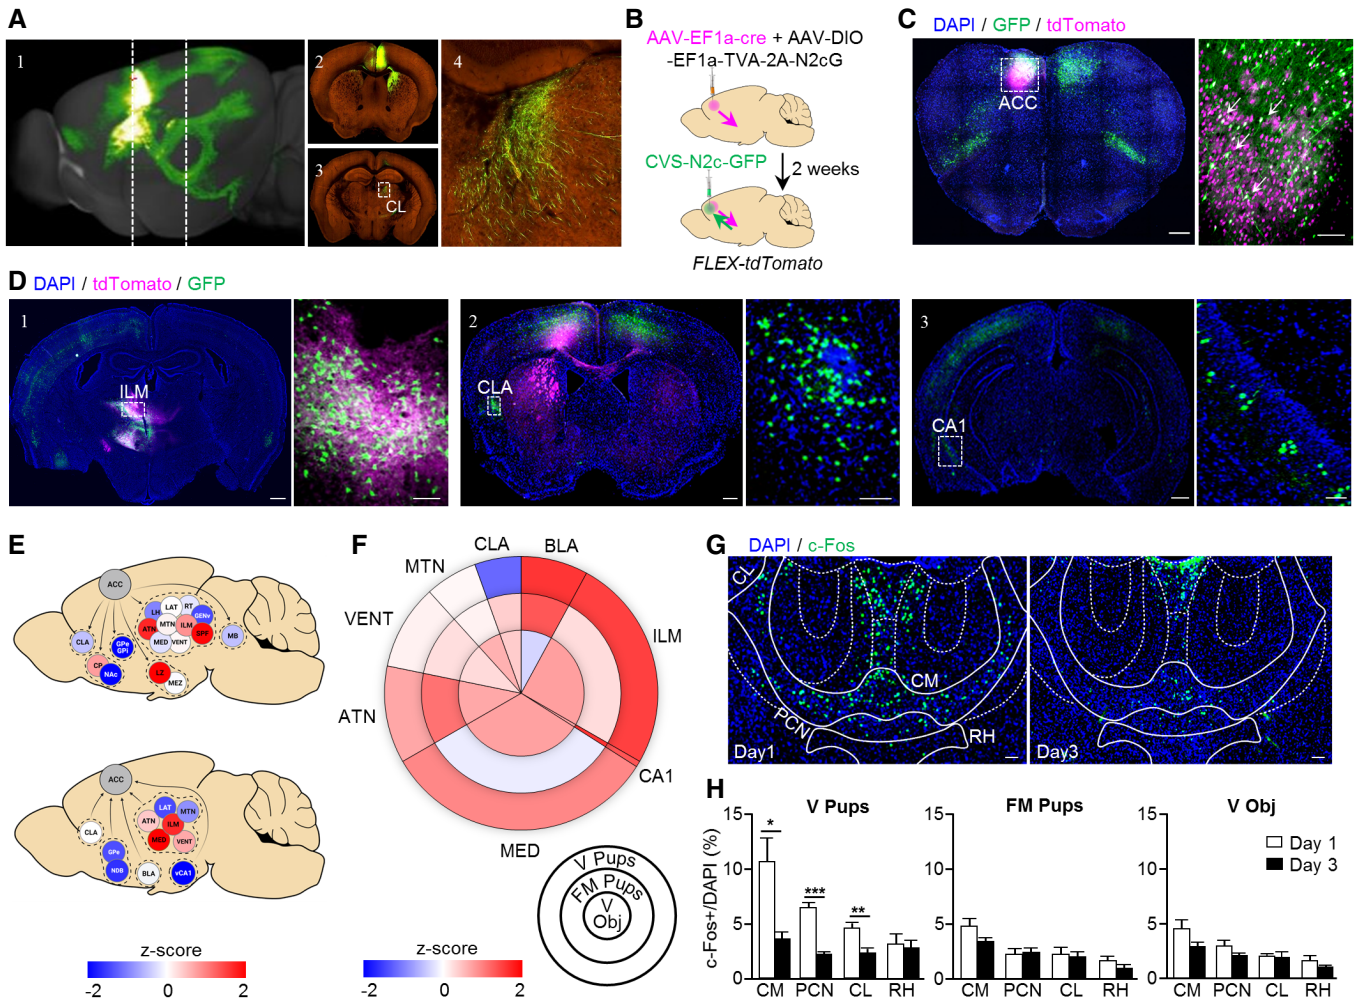 A
1
2
3
CL
4
B
AAV-EF1a-cre + AAV-DIO
-EF1a-TVA-2A-N2cG
CVS-N2c-GFP
2 weeks
FLEX-tdTomato
C
DAPI / GFP / tdTomato
ACC
D
DAPI / tdTomato / GFP
1
ILM
2
CLA
3
CA1
E
ACC
LH
LAT
RT
GENv
ATN
MTN
ILM
SPF
MED
VENT
MB
CLA
GPe
GPi
CP
NAc
LZ
MEZ
ACC
LAT
MTN
ATN
ILM
MED
VENT
CLA
GPe
NDB
BLA
vCA1
z-score
-2 0 2
F
CLA
BLA
MTN
VENT
ILM
ATN
CA1
MED
V Pups
FM Pups
V
Obj
z-score
-2 0 2
G
DAPI / c-Fos
CL
CM
PCN
RH
Day1
Day3
H
V Pups
FM Pups
V Obj
c-Fos+/DAPI (%)
15
10
5
0
*
***
**
CM PCN CL RH
15
10
5
0
CM PCN CL RH
15
10
5
0
Day 1
Day 3
CM PCN CL RH